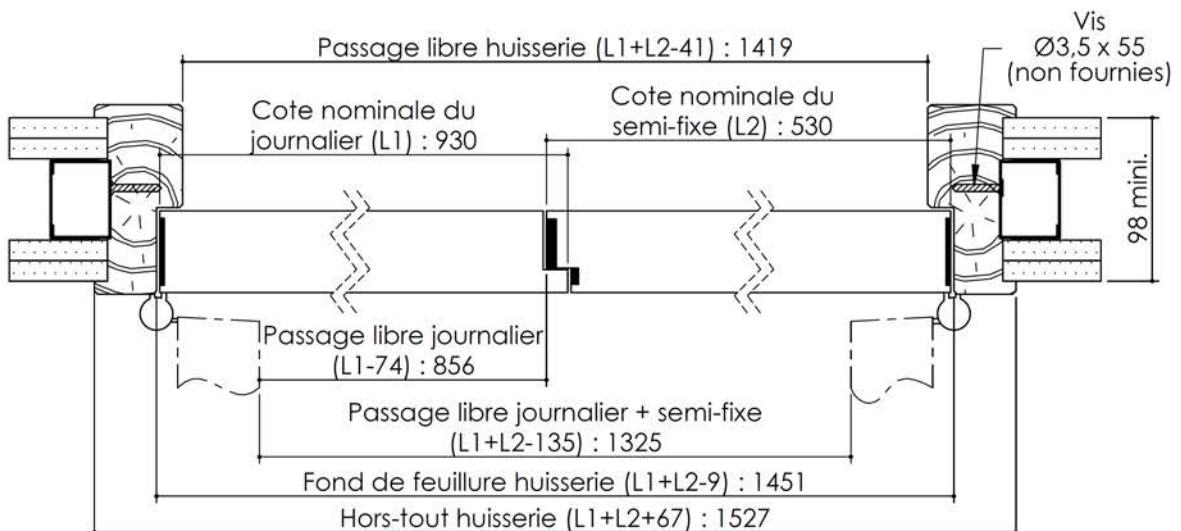 Vis
Ø3,5 x 55
(non fournies)
Passage libre huisserie (L1+L2-41) : 1419
Cote nominale du
journalier (L1) : 930
Cote nominale du
semi-fixe (L2) : 530
98 mini.
Passage libre journalier
(L1-74) : 856
Passage libre journalier + semi-fixe
(L1+L2-135) : 1325
Fond de feuillure huisserie (L1+L2-9) : 1451
Hors-tout huisserie (L1+L2+67) : 1527